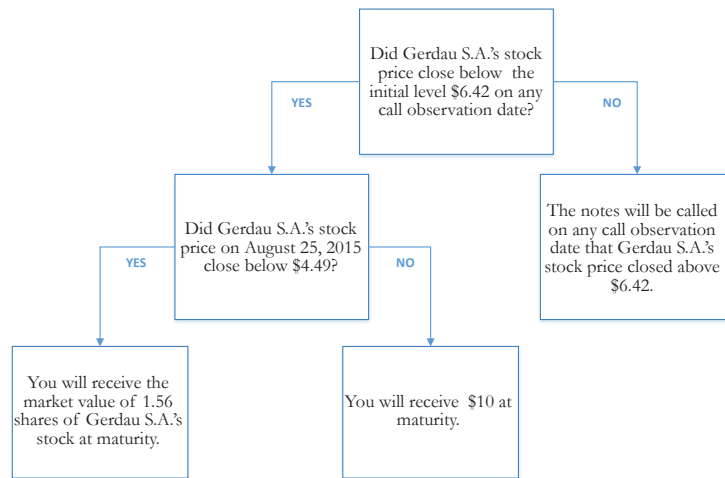 Did Gerdau S.A.'s stock
price close below the
initial level $6.42 on any
call observation date?
YES
NO
Did Gerdau S.A.'s stock
price on August 25, 2015
close below $4.49?
The notes will be called
on any call observation
date that Gerdau S.A.'s
stock price closed above
$6.42.
YES
NO
You will receive the
market value of 1.56
shares of Gerdau S.A.'s
stock at maturity.
You will receive $10 at
maturity.